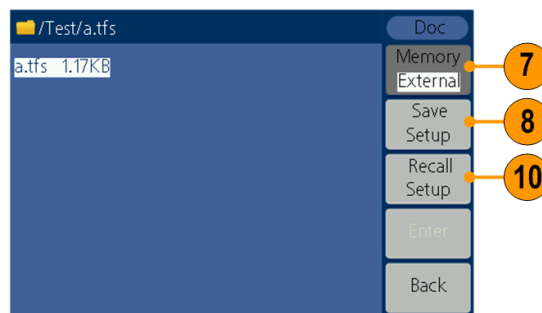 /Test/a.tfs
Doc
a.tfs 1.17KB
Memory
External
7
Save
Setup
8
Recall
Setup
10
Enter
Back